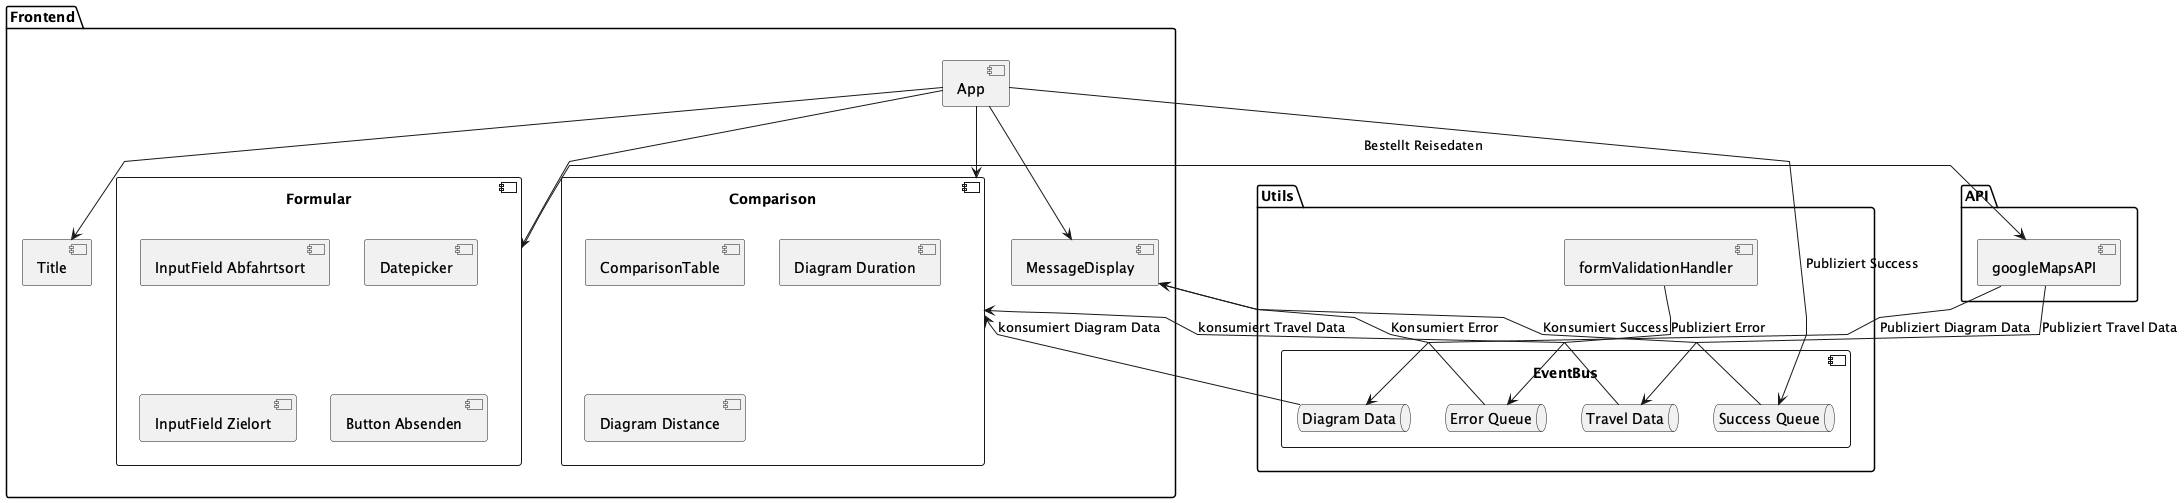 Frontend
App
Bestellt Reisedaten
Formular
Comparison
Utils
API
Title
InputField Abfahrtsort
Datepicker
ComparisonTable
Diagram Duration
MessageDisplay
formValidationHandler
Publiziert Success
googleMapsAPI
konsumiert Diagram Data
konsumiert Travel Data
Konsumiert Error
Konsumiert Success
Publiziert Error
Publiziert Diagram Data
Publiziert Travel Data
EventBus
InputField Zielort
Button Absenden
Diagram Distance
Diagram Data
Error Queue
Travel Data
Success Queue